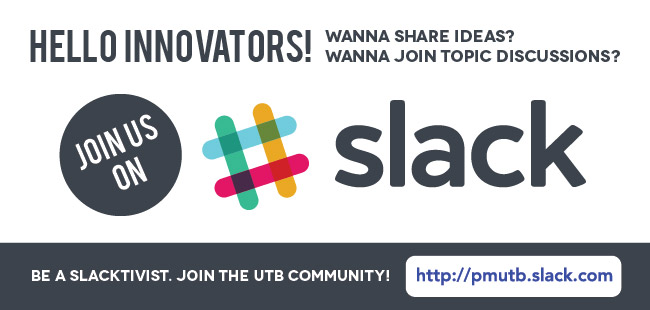 HELLO INNOVATORS!
WANNA SHARE IDEAS?
WANNA JOIN TOPIC DISCUSSIONS?
JOIN US
ON
slack
BE A SLACKTIVIST. JOIN THE UTB COMMUNITY!
http://pmutb.slack.com